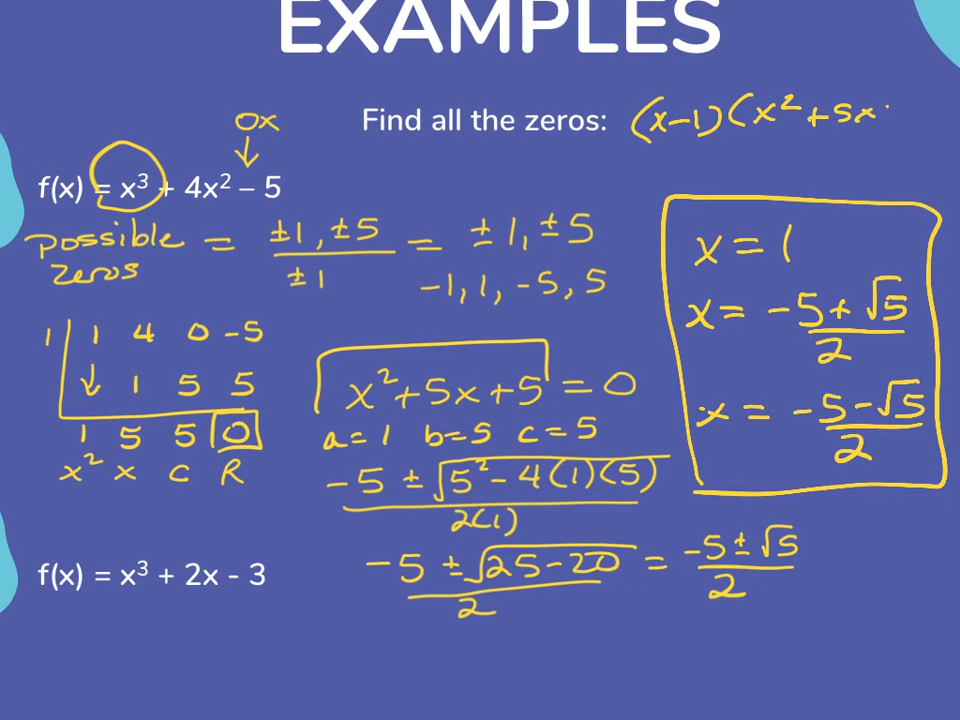 EXAMPLES
Find all the zeros: (x-1)(x² + 5x
0x
↓
f(x) = x³ + 4x² – 5
possible zeros = ±1, ±5 / ±1 = ±1, ±5
-1, 1, -5, 5
1 | 1 4 0 -5
↓ 1 5 5
1 5 5 0
x² x C R
x² + 5x + 5 = 0
a = 1 b = 5 c = 5
-5 ± √5² - 4(1)(5) / 2(1)
-5 ± √25 - 20 / 2 = -5 ± √5 / 2
x = 1
x = -5 + √5 / 2
x = -5 - √5 / 2
f(x) = x³ + 2x - 3